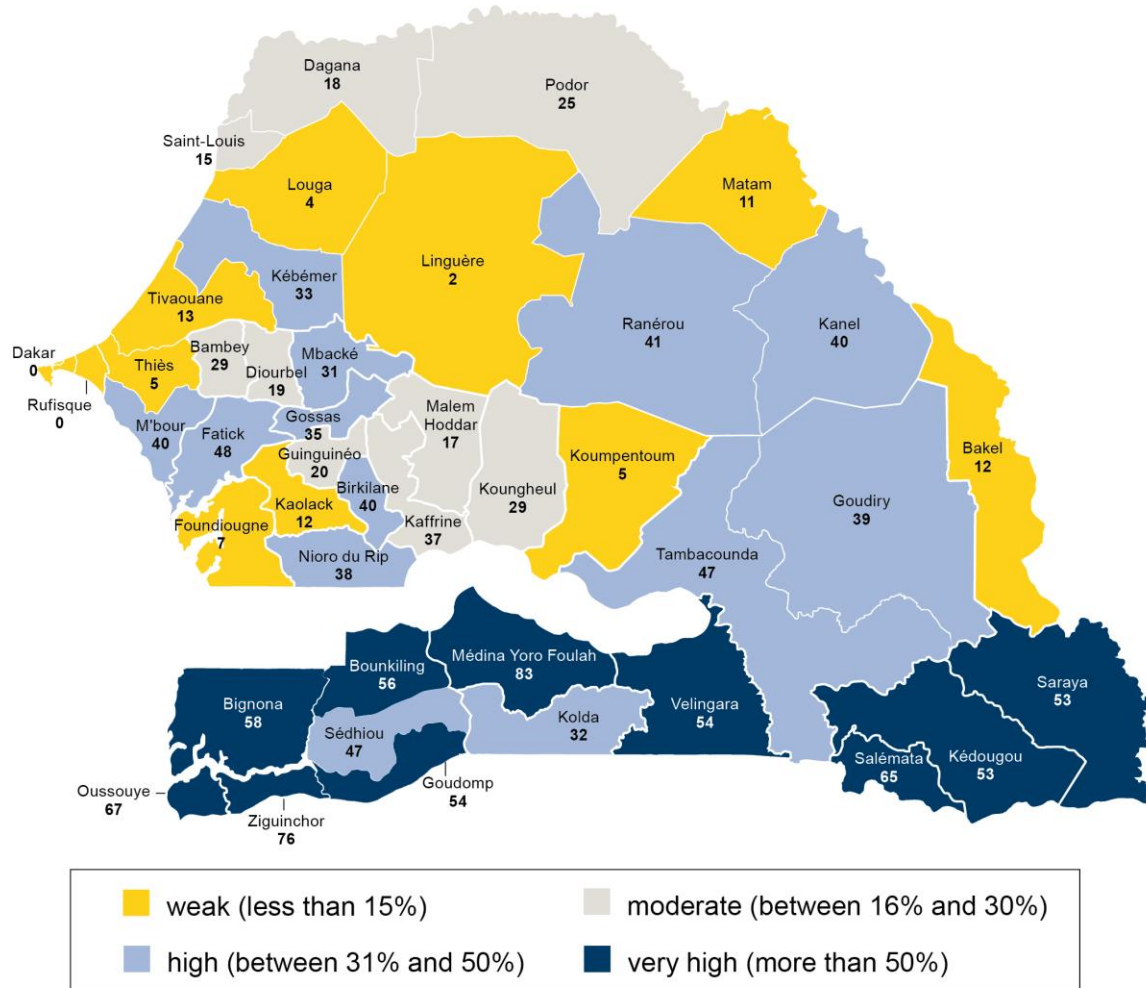 Dagana
18
Podor
25
Saint-Louis
15
Louga
4
Matam
11
Linguère
2
Kébémer
33
Tivaouane
13
Ranérou
41
Kanel
40
Dakar
0
Rufisque
0
Thiès
5
Bambey
29
Diourbel
19
Mbacké
31
M'bour
40
Fatick
48
Gossas
35
Malem
Hoddar
17
Guinguinéo
20
Koungheul
29
Koumpentoum
5
Bakel
12
Goudiry
39
Birkilane
40
Kaolack
12
Kaffrine
37
Foundiougne
7
Nioro du Rip
38
Tambacounda
47
Bounkiling
56
Médina Yoro Foulah
83
Bignona
58
Sédhiou
47
Kolda
32
Velingara
54
Saraya
53
Salémata
65
Kédougou
53
Oussouye
67
Ziguinchor
76
Goudomp
54
weak (less than 15%)
moderate (between 16% and 30%)
high (between 31% and 50%)
very high (more than 50%)